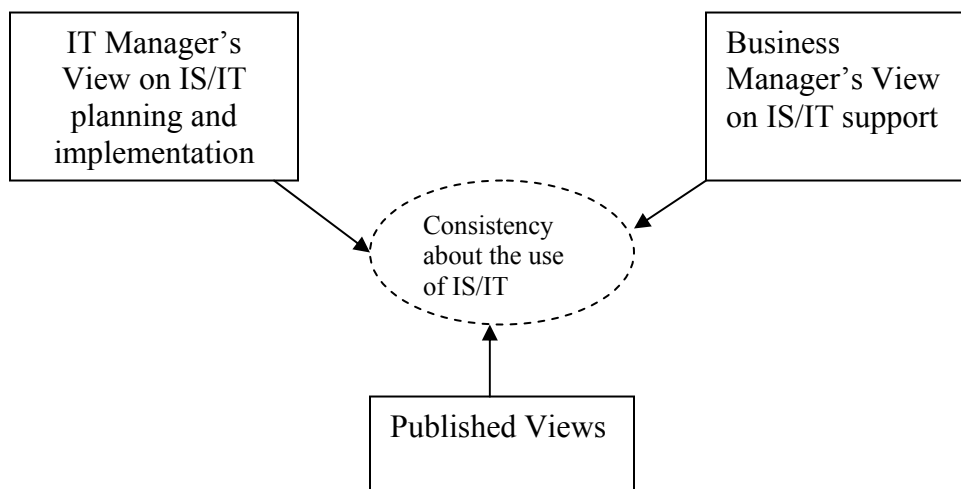 IT Manager’s
View on IS/IT
planning and
implementation
Business
Manager’s View
on IS/IT support
Consistency
about the use
of IS/IT
Published Views